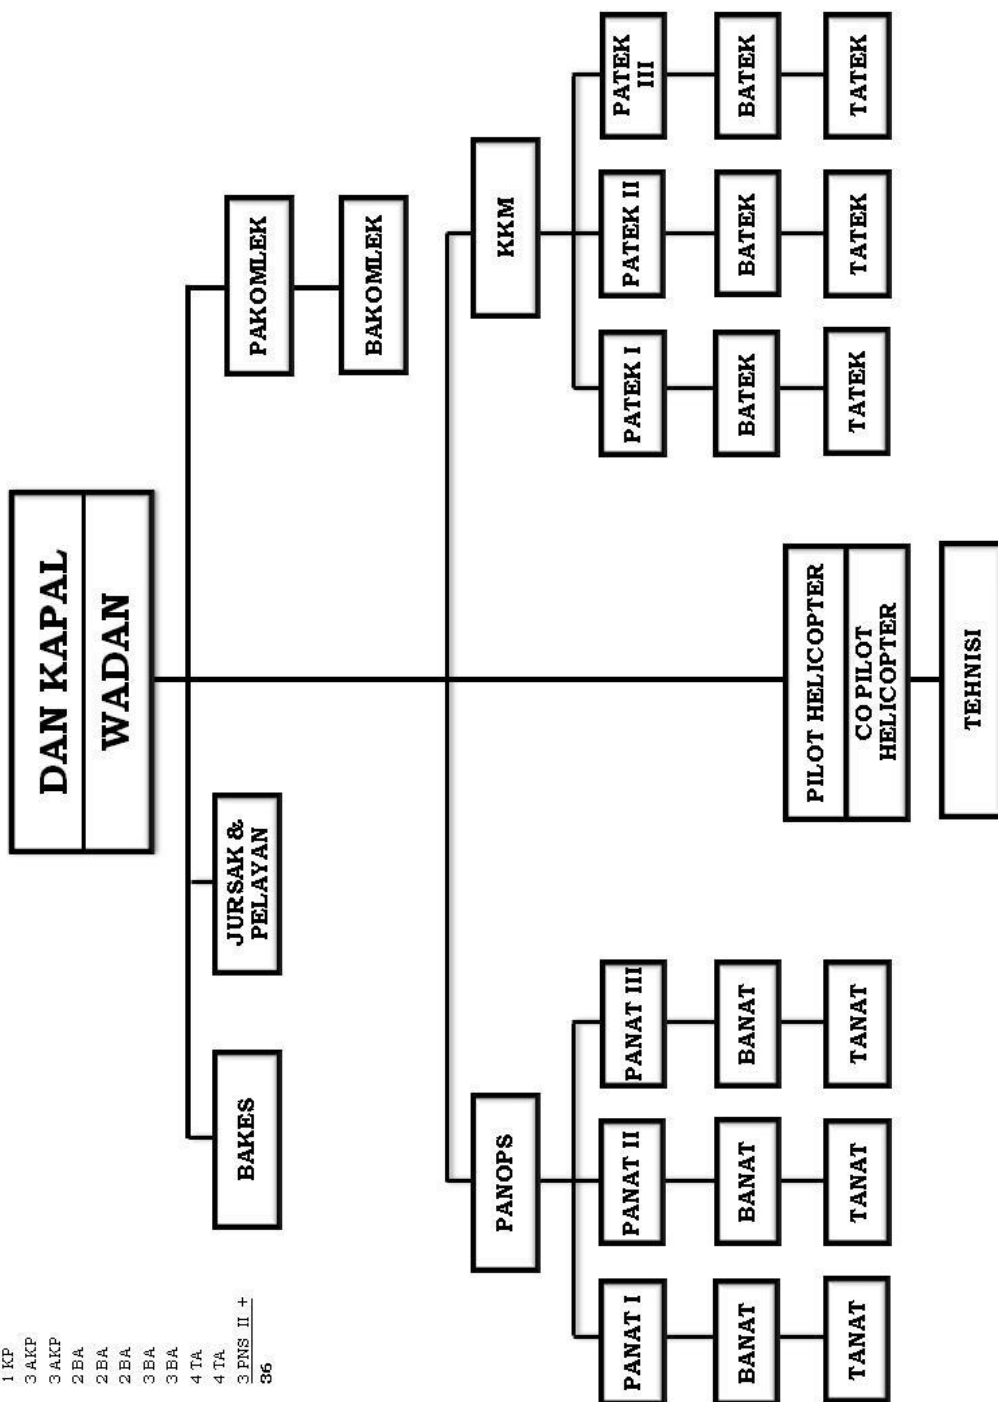 1 KP
3 AKP
3 AKP
2 BA
2 BA
2 BA
3 BA
3 BA
4 TA
4 TA
3 PNS II +
36
DAN KAPAL
WADAN
BAKES
JURSAK &
PELAYAN
PAKOMLEK
BAKOMLEK
PANOPS
KKM
PANAT I
PANAT II
PANAT III
PATEK I
PATEK II
PATEK
III
BANAT
BANAT
BANAT
BATEK
BATEK
BATEK
PILOT HELICOPTER
CO PILOT
HELICOPTER
TANAT
TANAT
TANAT
TATEK
TATEK
TATEK
TEHNISI